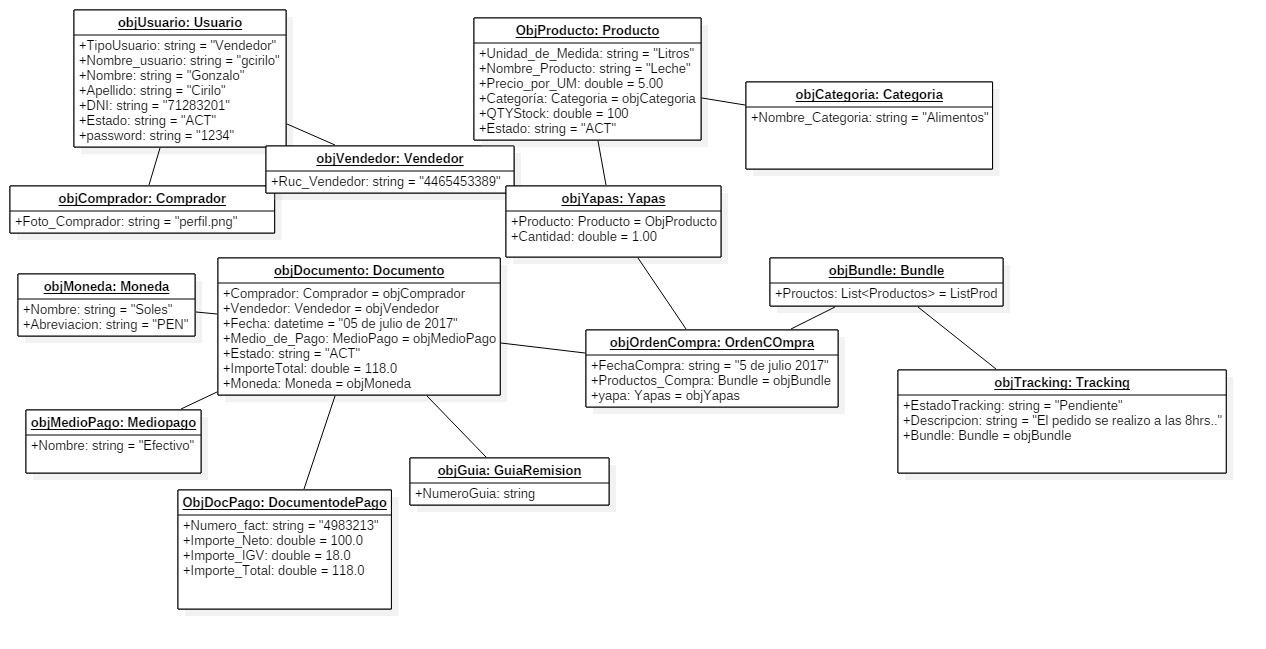 objUsuario: Usuario
+TipoUsuario: string = "Vendedor"
+Nombre_usuario: string = "gcirilo"
+Nombre: string = "Gonzalo"
+Apellido: string = "Cirilo"
+DNI: string = "71283201"
+Estado: string = "ACT"
+password: string = "1234"
ObjProducto: Producto
+Unidad_de_Medida: string = "Litros"
+Nombre_Producto: string = "Leche"
+Precio_por_UM: double = 5.00
+Categoría: Categoria = objCategoria
+QTYStock: double = 100
+Estado: string = "ACT"
objCategoria: Categoria
+Nombre_Categoria: string = "Alimentos"
objVendedor: Vendedor
+Ruc_Vendedor: string = "4465453389"
objComprador: Comprador
+Foto_Comprador: string = "perfil.png"
objYapas: Yapas
+Producto: Producto = ObjProducto
+Cantidad: double = 1.00
objMoneda: Moneda
+Nombre: string = "Soles"
+Abreviacion: string = "PEN"
objDocumento: Documento
+Comprador: Comprador = objComprador
+Vendedor: Vendedor = objVendedor
+Fecha: datetime = "05 de julio de 2017"
+Medio_de_Pago: MedioPago = objMedioPago
+Estado: string = "ACT"
+ImporteTotal: double = 118.0
+Moneda: Moneda = objMoneda
objBundle: Bundle
+Prouctos: List<Productos> = ListProd
objOrdenCompra: OrdenCOmpra
+FechaCompra: string = "5 de julio 2017"
+Productos_Compra: Bundle = objBundle
+yapa: Yapas = objYapas
objTracking: Tracking
+EstadoTracking: string = "Pendiente"
+Descripcion: string = "El pedido se realizo a las 8hrs.."
+Bundle: Bundle = objBundle
objMedioPago: Mediopago
+Nombre: string = "Efectivo"
objGuia: GuiaRemision
+NumeroGuia: string
ObjDocPago: DocumentodePago
+Numero_fact: string = "4983213"
+Importe_Neto: double = 100.0
+Importe_IGV: double = 18.0
+Importe_Total: double = 118.0